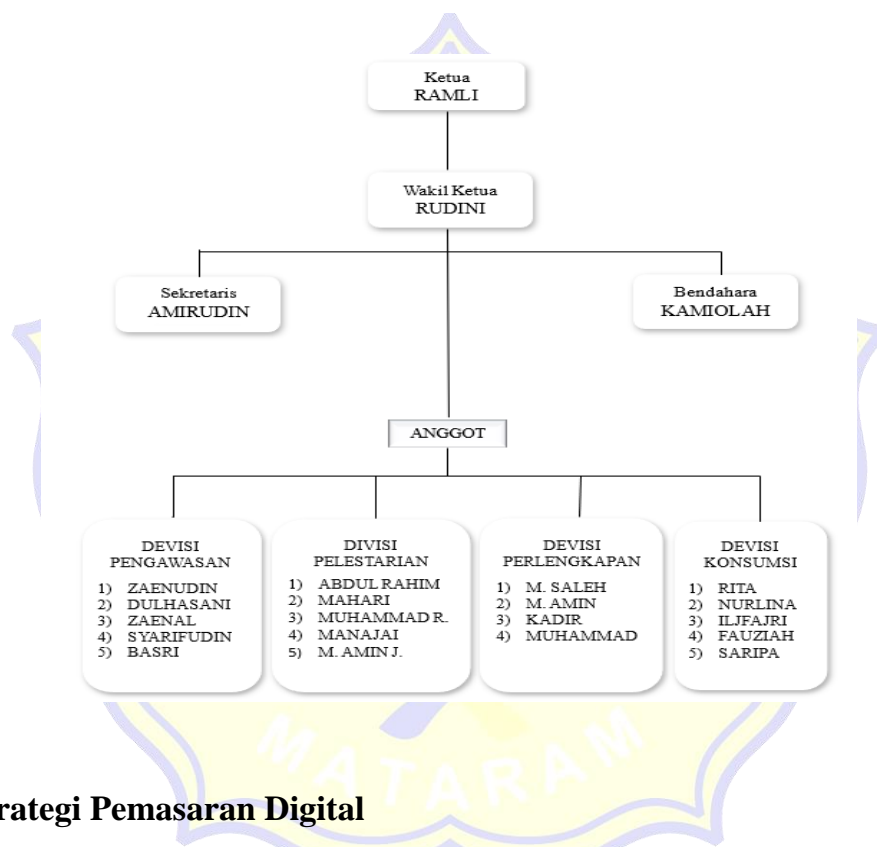 Ketua
RAMLI
Wakil Ketua
RUDINI
Sekretaris
AMIRUDIN
Bendahara
KAMIOLAH
ANGGOT
DEVISI
PENGAWASAN
1) ZAENUDIN
2) DULHASANI
3) ZAENAL
4) SYARIFUDIN
5) BASRI
DIVISI
PELESTARIAN
1) ABDUL RAHIM
2) MAHARI
3) MUHAMMAD R.
4) MANAJAI
5) M. AMIN J.
DEVISI
PERLENGKAPAN
1) M. SALEH
2) M. AMIN
3) KADIR
4) MUHAMMAD
DEVISI
KONSUMSI
1) RITA
2) NURLINA
3) ILJFAJRI
4) FAUZIAH
5) SARIPA
MATARAM
rategi Pemasaran Digital